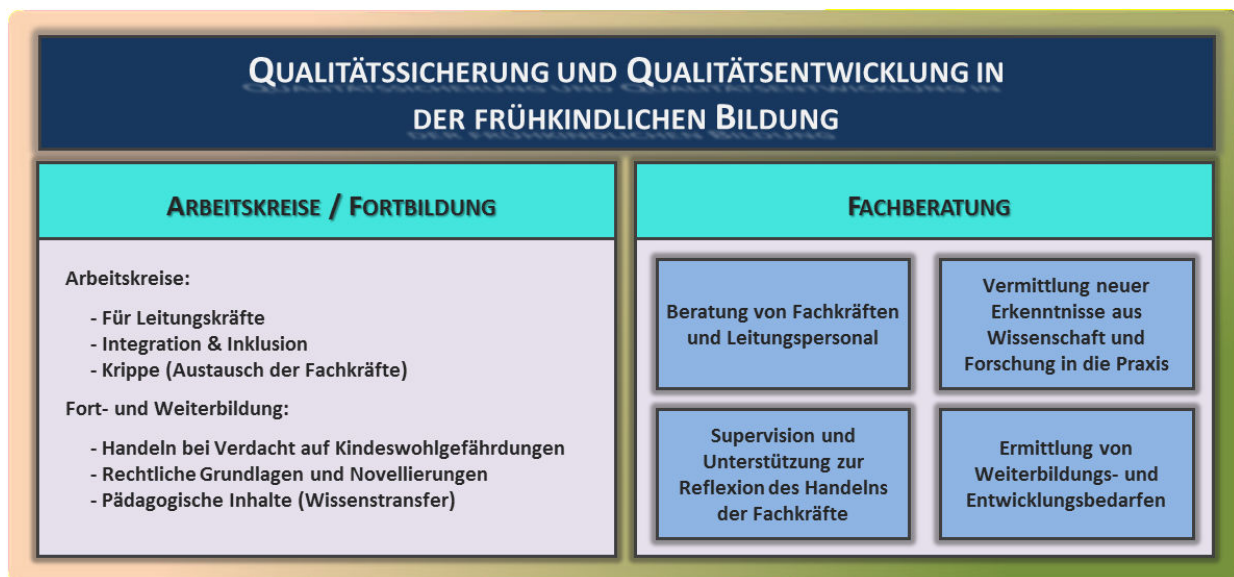 Qualitätssicherung und Qualitätsentwicklung in
der frühkindlichen Bildung
Arbeitskreise / Fortbildung
Arbeitskreise:
- Für Leitungskräfte
- Integration & Inklusion
- Krippe (Austausch der Fachkräfte)
Fort- und Weiterbildung:
- Handeln bei Verdacht auf Kindeswohlgefährdungen
- Rechtliche Grundlagen und Novellierungen
- Pädagogische Inhalte (Wissenstransfer)
Fachberatung
Beratung von Fachkräften
und Leitungspersonal
Vermittlung neuer
Erkenntnisse aus
Wissenschaft und
Forschung in die Praxis
Supervision und
Unterstützung zur
Reflexion des Handelns
der Fachkräfte
Ermittlung von
Weiterbildungs- und
Entwicklungsbedarfen